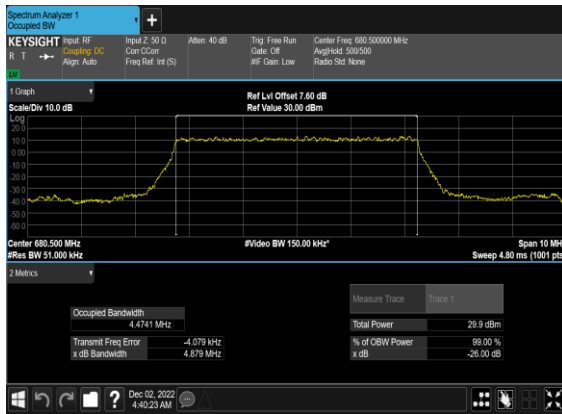 Spectrum Analyzer 1
Occupied BW
KEYSIGHT
R T
LXI
Input: RF
Coupling: DC
Align: Auto
Input Z: 50 Ω
Corr CCorr
Freq Ref: Int (S)
Atten: 40 dB
Trig: Free Run
Gate: Off
#IF Gain: Low
Center Freq: 680.500000 MHz
Avg|Hold: 500/500
Radio Std: None
1 Graph
Scale/Div 10.0 dB
Ref Lvl Offset 7.60 dB
Ref Value 30.00 dBm
Log
20.0
10.0
0.00
-10.0
-20.0
-30.0
-40.0
-50.0
-60.0
Center 680.500 MHz
#Res BW 51.000 kHz
#Video BW 150.00 kHz*
Span 10 MH
Sweep 4.80 ms (1001 pts
2 Metrics
Measure Trace Trace 1
Occupied Bandwidth
4.4741 MHz
Total Power 29.9 dBm
Transmit Freq Error -4.079 kHz
% of OBW Power 99.00 %
x dB Bandwidth 4.879 MHz
x dB -26.00 dB
?
Dec 02, 2022
4:40:23 AM